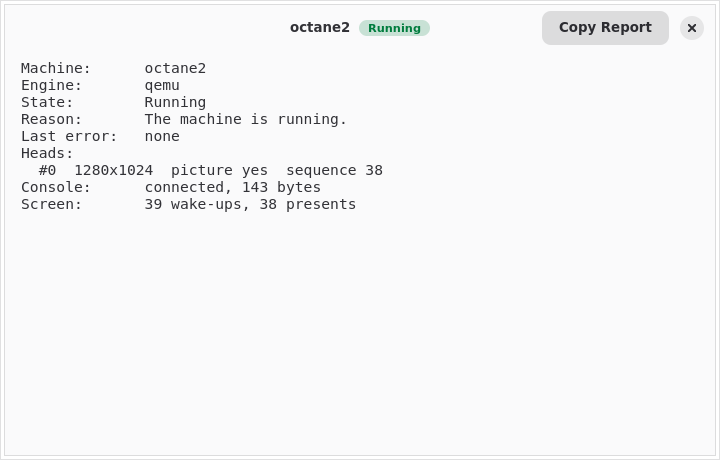 octane2 Running Copy Report
Machine: octane2
Engine: qemu
State: Running
Reason: The machine is running.
Last error: none
Heads:
#0 1280x1024 picture yes sequence 38
Console: connected, 143 bytes
Screen: 39 wake-ups, 38 presents